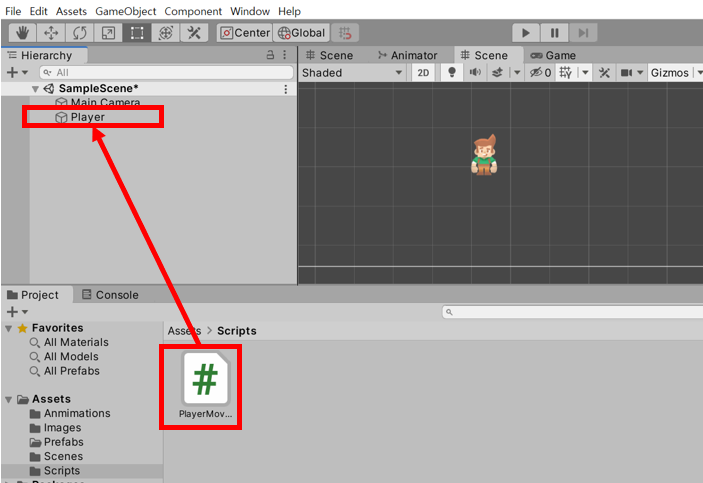 File Edit Assets GameObject Component Window Help
Center Global
Hierarchy
Scene Animator Scene Game
All
Shaded 2D 0 Gizmos
SampleScene*
Main Camera
Player
Project Console
Favorites
All Materials
All Models
All Prefabs
Assets
Anmimations
Images
Prefabs
Scenes
Scripts
Packages
Assets > Scripts
#
PlayerMov...